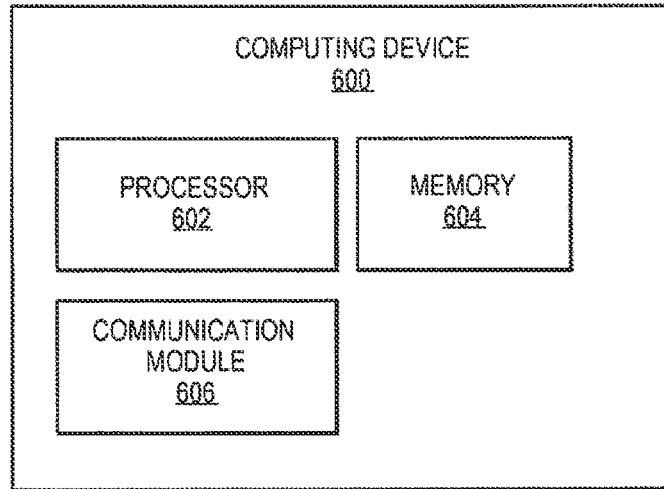 COMPUTING DEVICE
600
PROCESSOR
602
MEMORY
604
COMMUNICATION
MODULE
606